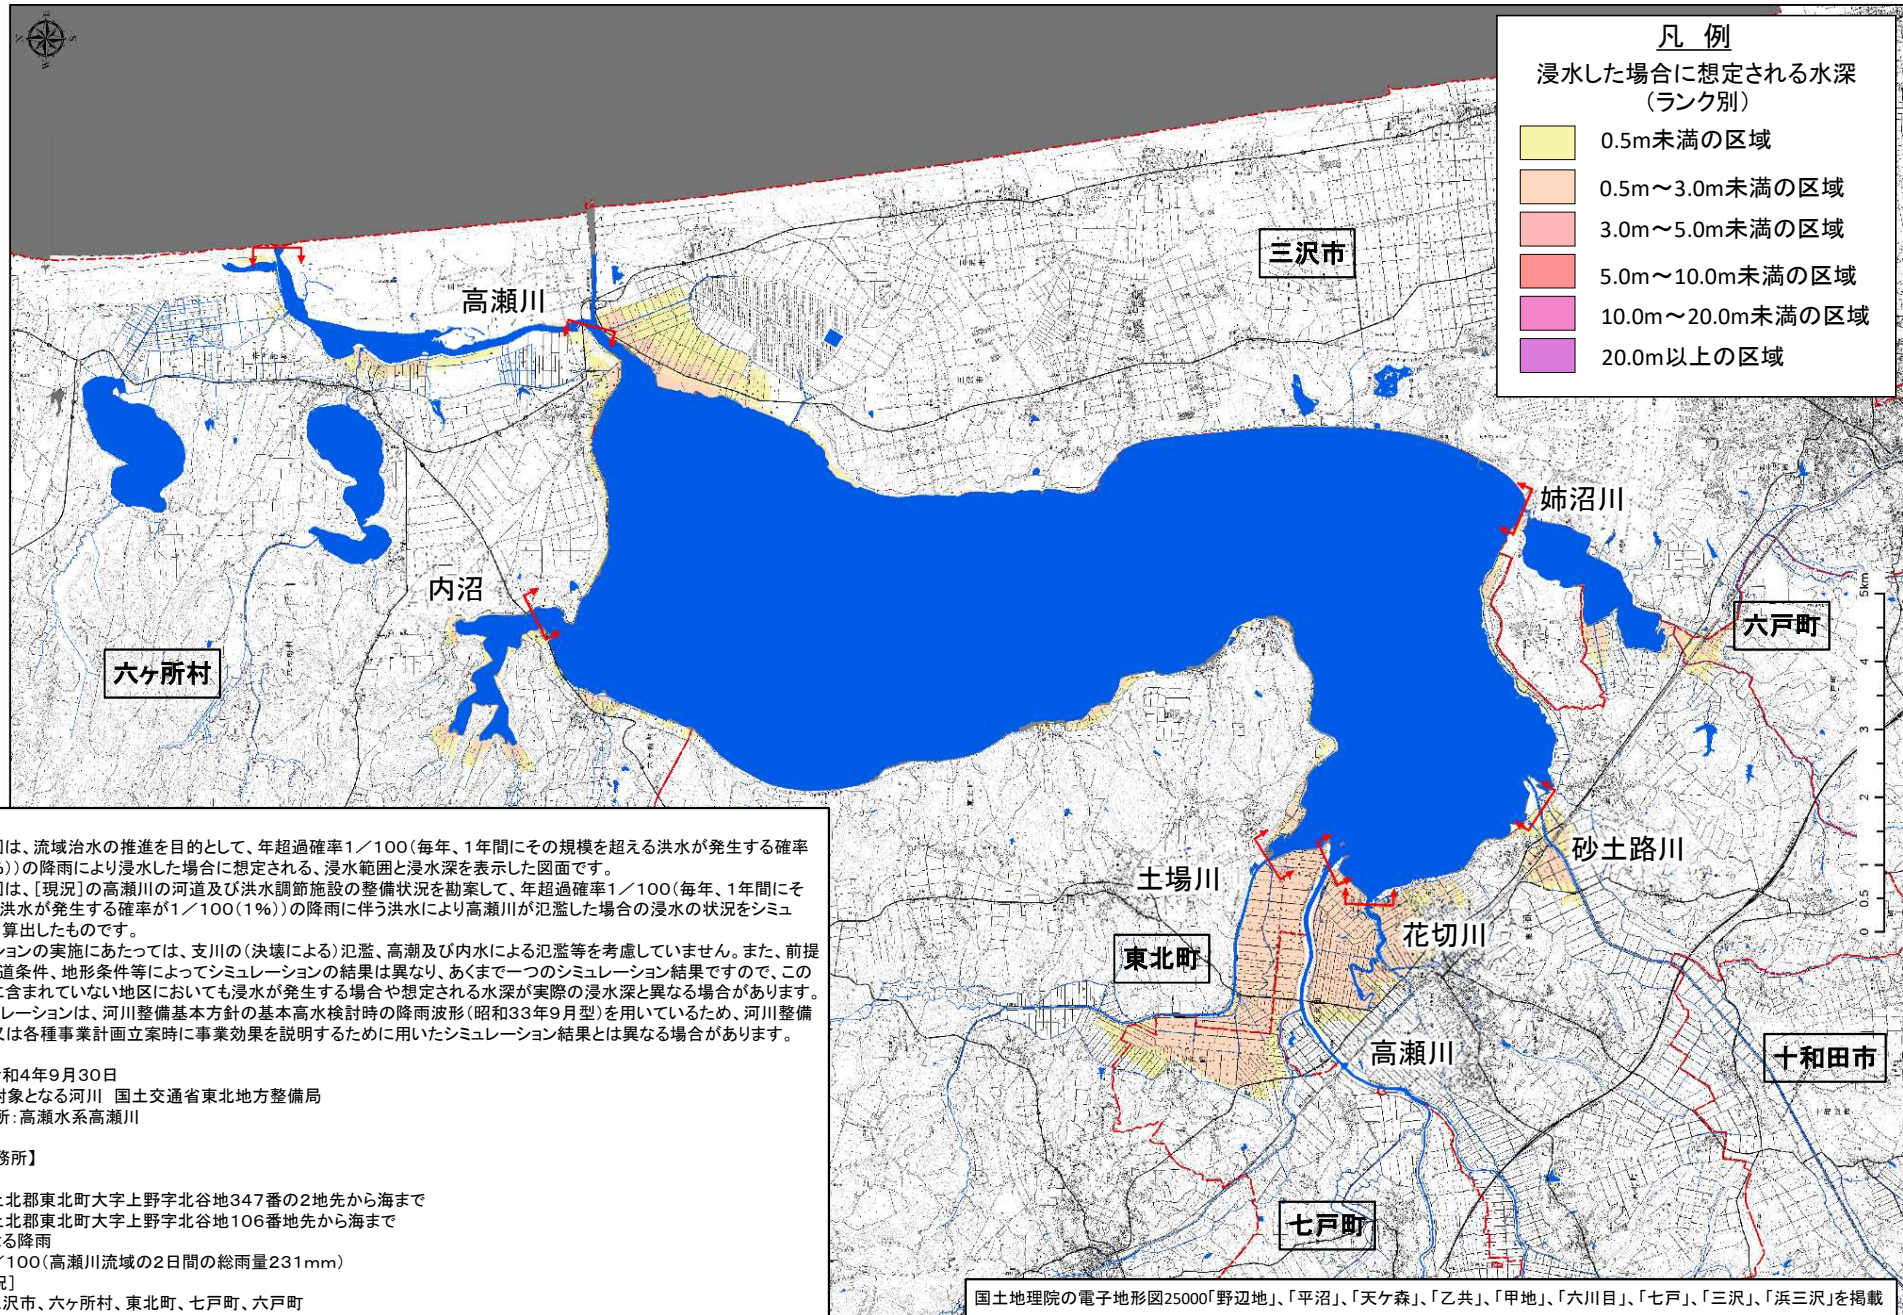 凡 例
浸水した場合に想定される水深
(ランク別)
0.5m未満の区域
0.5m～3.0m未満の区域
3.0m～5.0m未満の区域
5.0m～10.0m未満の区域
10.0m～20.0m未満の区域
20.0m以上の区域
三沢市
高瀬川
姉沼川
内沼
六ヶ所村
六戸町
5km
4
3
2
1
0.5
0
砂土路川
土場川
花切川
東北町
高瀬川
十和田市
七戸町
は、流域治水の推進を目的として、年超過確率1／100(毎年、1年間にその規模を超える洪水が発生する確率
))の降雨により浸水した場合に想定される、浸水範囲と浸水深を表示した図面です。
は、[現況]の高瀬川の河道及び洪水調節施設の整備状況を勘案して、年超過確率1／100(毎年、1年間にそ
洪水が発生する確率が1／100(1%))の降雨に伴う洪水により高瀬川が氾濫した場合の浸水の状況をシミュ
算出したものです。
ションの実施にあたっては、支川の(決壊による)氾濫、高潮及び内水による氾濫等を考慮していません。また、前提
道条件、地形条件等によってシミュレーションの結果は異なり、あくまで一つのシミュレーション結果ですので、この
に含まれていない地区においても浸水が発生する場合や想定される水深が実際の浸水深と異なる場合があります。
レーションは、河川整備基本方針の基本高水検討時の降雨波形(昭和33年9月型)を用いているため、河川整備
又は各種事業計画立案時に事業効果を説明するために用いたシミュレーション結果とは異なる場合があります。
和4年9月30日
対象となる河川 国土交通省東北地方整備局
所:高瀬水系高瀬川
務所】
上北郡東北町大字上野字北谷地347番の2地先から海まで
上北郡東北町大字上野字北谷地106番地先から海まで
る降雨
／100(高瀬川流域の2日間の総雨量231mm)
況]
沢市、六ヶ所村、東北町、七戸町、六戸町
国土地理院の電子地形図25000「野辺地」、「平沼」、「天ケ森」、「乙共」、「甲地」、「六川目」、「七戸」、「三沢」、「浜三沢」を掲載